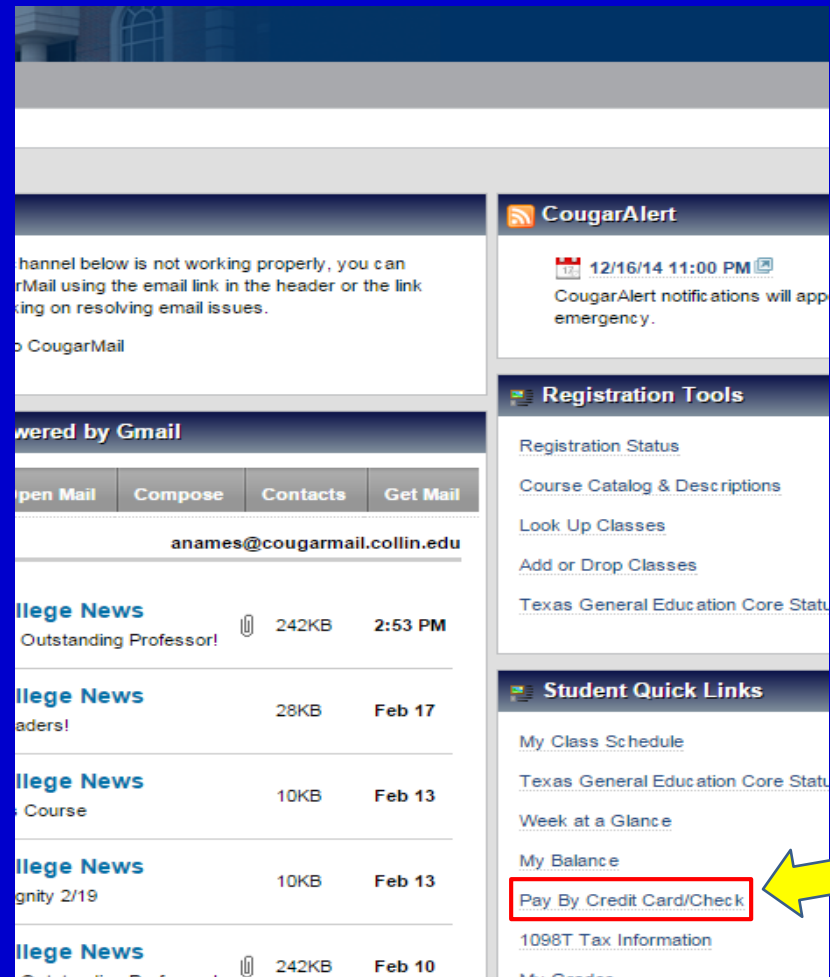 hannel below is not working properly, you can
rMail using the email link in the header or the link
king on resolving email issues.
o CougarMail
wered by Gmail
pen Mail Compose Contacts Get Mail
anames@cougarmail.collin.edu
llege News
Outstanding Professor!
242KB 2:53 PM
llege News
aders!
28KB Feb 17
llege News
s Course
10KB Feb 13
llege News
gnity 2/19
10KB Feb 13
llege News
242KB Feb 10
CougarAlert
12/16/14 11:00 PM
CougarAlert notifications will app
emergency.
Registration Tools
Registration Status
Course Catalog & Descriptions
Look Up Classes
Add or Drop Classes
Texas General Education Core Statu
Student Quick Links
My Class Schedule
Texas General Education Core Statu
Week at a Glance
My Balance
Pay By Credit Card/Check
1098T Tax Information